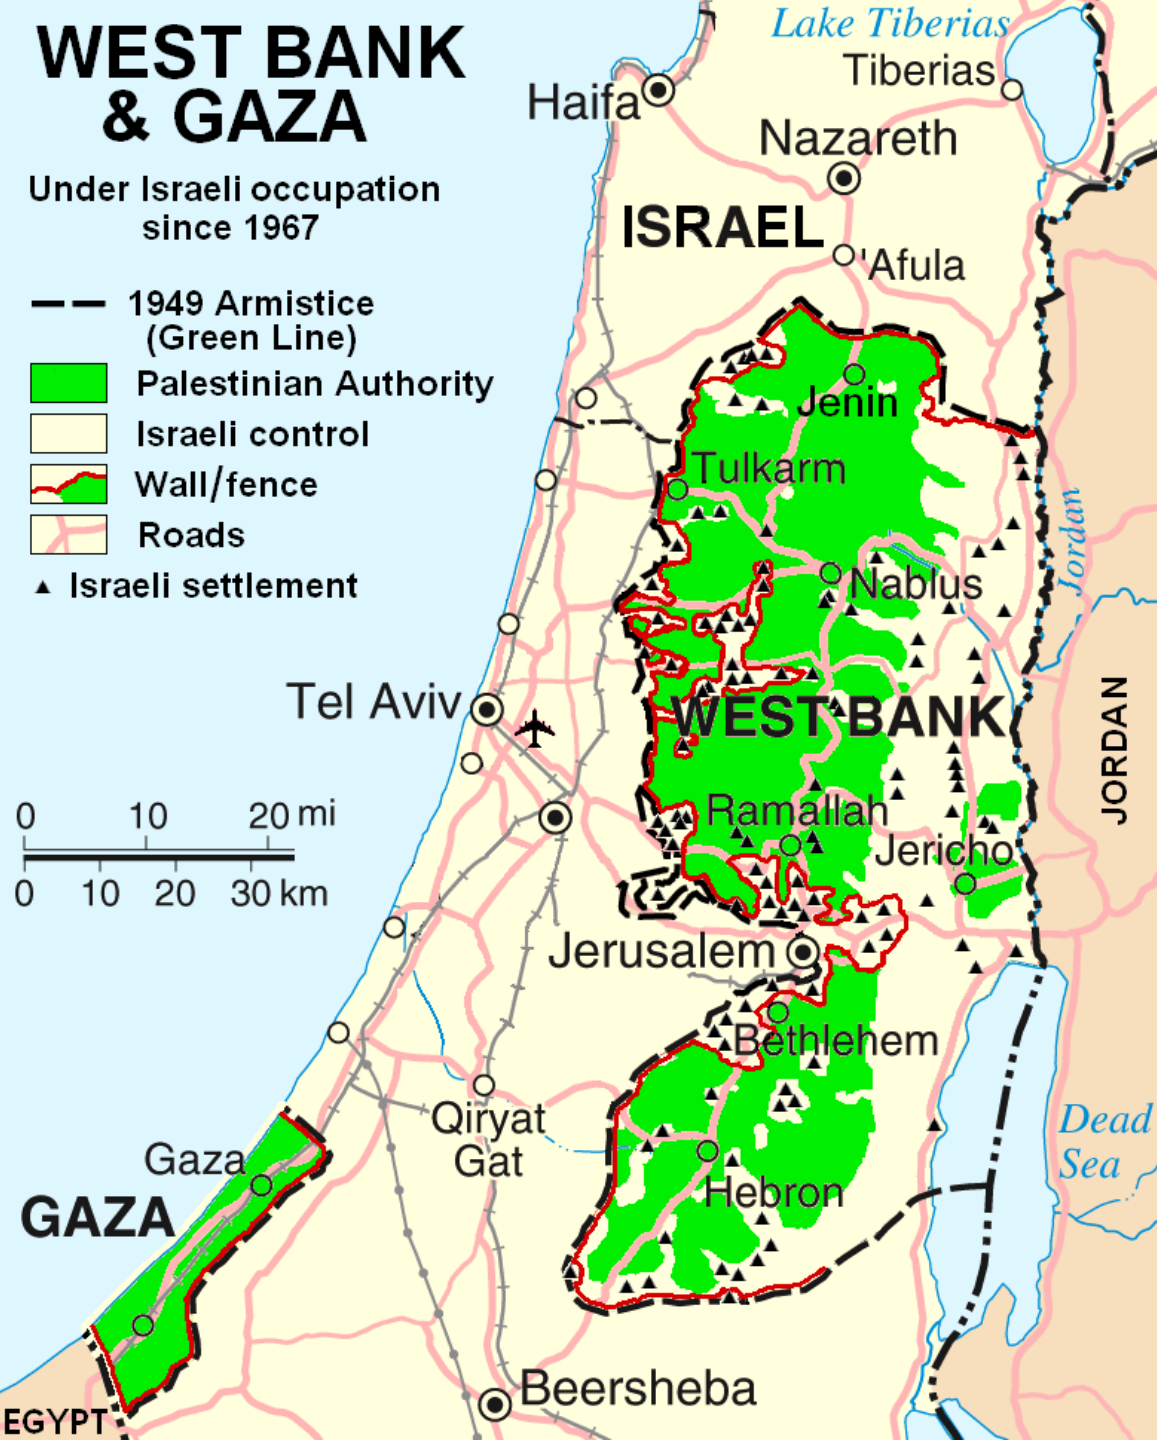 WEST BANK
& GAZA
Under Israeli occupation
since 1967
1949 Armistice
(Green Line)
Palestinian Authority
Israeli control
Wall/fence
Roads
Israeli settlement
Lake Tiberias
Tiberias
Haifa
Nazareth
ISRAEL
'Afula
Jenin
Tulkarm
Jordan
Nablus
Tel Aviv
WEST BANK
JORDAN
0 10 20 mi
0 10 20 30 km
Ramallah
Jericho
Jerusalem
Bethlehem
Qiryat
Gat
Dead
Sea
Gaza
GAZA
Hebron
Beersheba
EGYPT